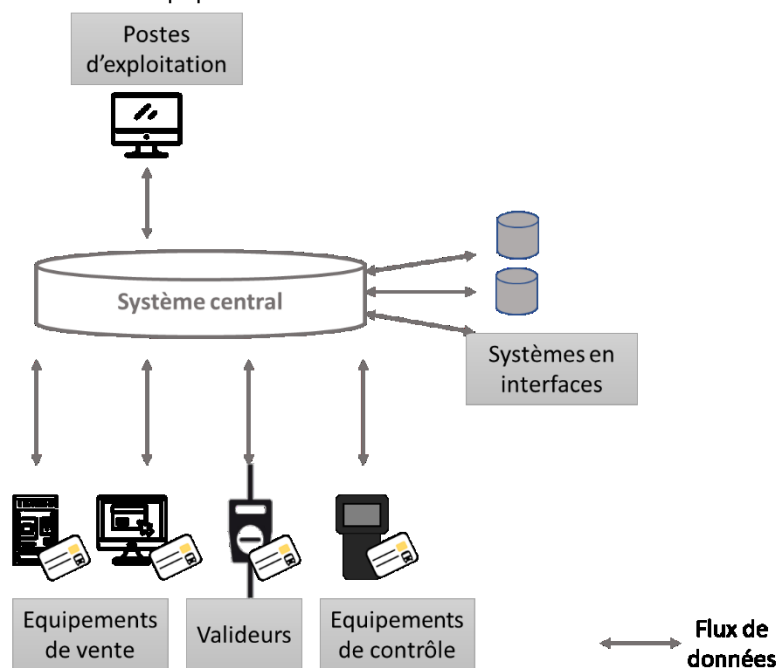 Postes
d'exploitation
Système central
Systèmes en
interfaces
Equipements
de vente
Valideurs
Equipements
de contrôle
Flux de
données